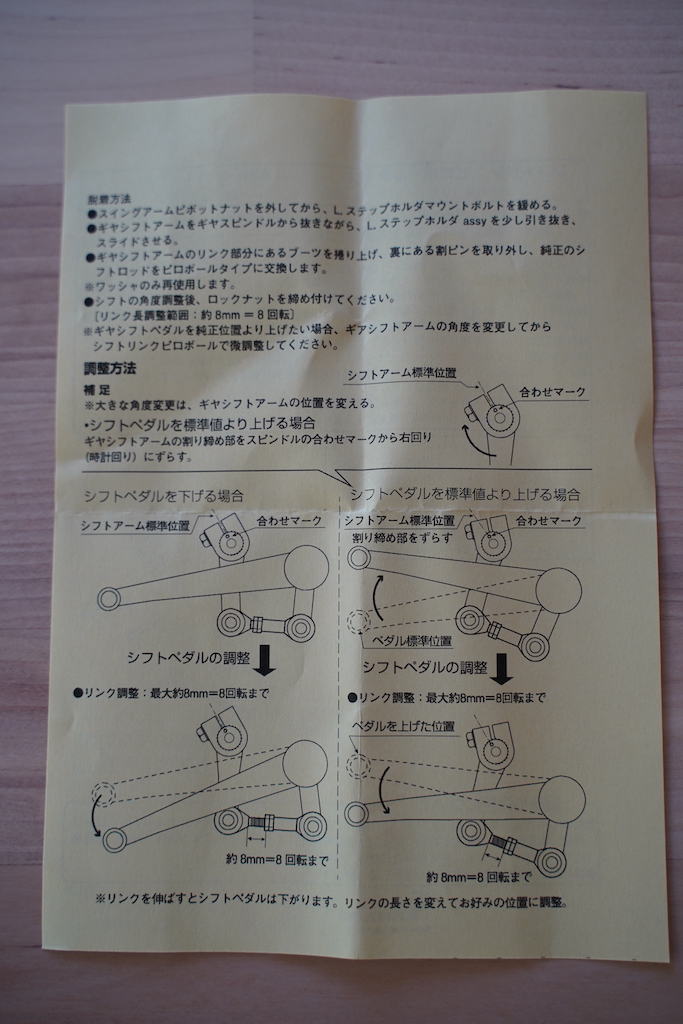 脱着方法
●スイングアームピボットナットを外してから、L.ステップホルダマウントボルトを緩める。
●ギヤシフトアームをギヤスピンドルから抜きながら、L.ステップホルダ assyを少し引き抜き、
スライドさせる。
●ギヤシフトアームのリンク部分にあるブーツを捲り上げ、裏にある割ピンを取り外し、純正のシ
フトロッドをピロボールタイプに交換します。
※ワッシャのみ再使用します。
●シフトの角度調整後、ロックナットを締め付けてください。
［リンク長調整範囲：約8mm＝8回転］
※ギヤシフトペダルを純正位置より上げたい場合、ギアシフトアームの角度を変更してから
シフトリンクピロボールで微調整してください。
調整方法
補足
※大きな角度変更は、ギヤシフトアームの位置を変える。
・シフトペダルを標準値より上げる場合
ギヤシフトアームの割り締め部をスピンドルの合わせマークから右回り
(時計回り)にずらす。
シフトアーム標準位置
合わせマーク
シフトペダルを下げる場合
シフトアーム標準位置
合わせマーク
シフトペダルの調整
●リンク調整：最大約8mm＝8回転まで
約8mm＝8回転まで
シフトペダルを標準値より上げる場合
シフトアーム標準位置
合わせマーク
割り締め部をずらす
ペダル標準位置
シフトペダルの調整
●リンク調整：最大約8mm＝8回転まで
ペダルを上げた位置
約8mm＝8回転まで
※リンクを伸ばすとシフトペダルは下がります。リンクの長さを変えてお好みの位置に調整。